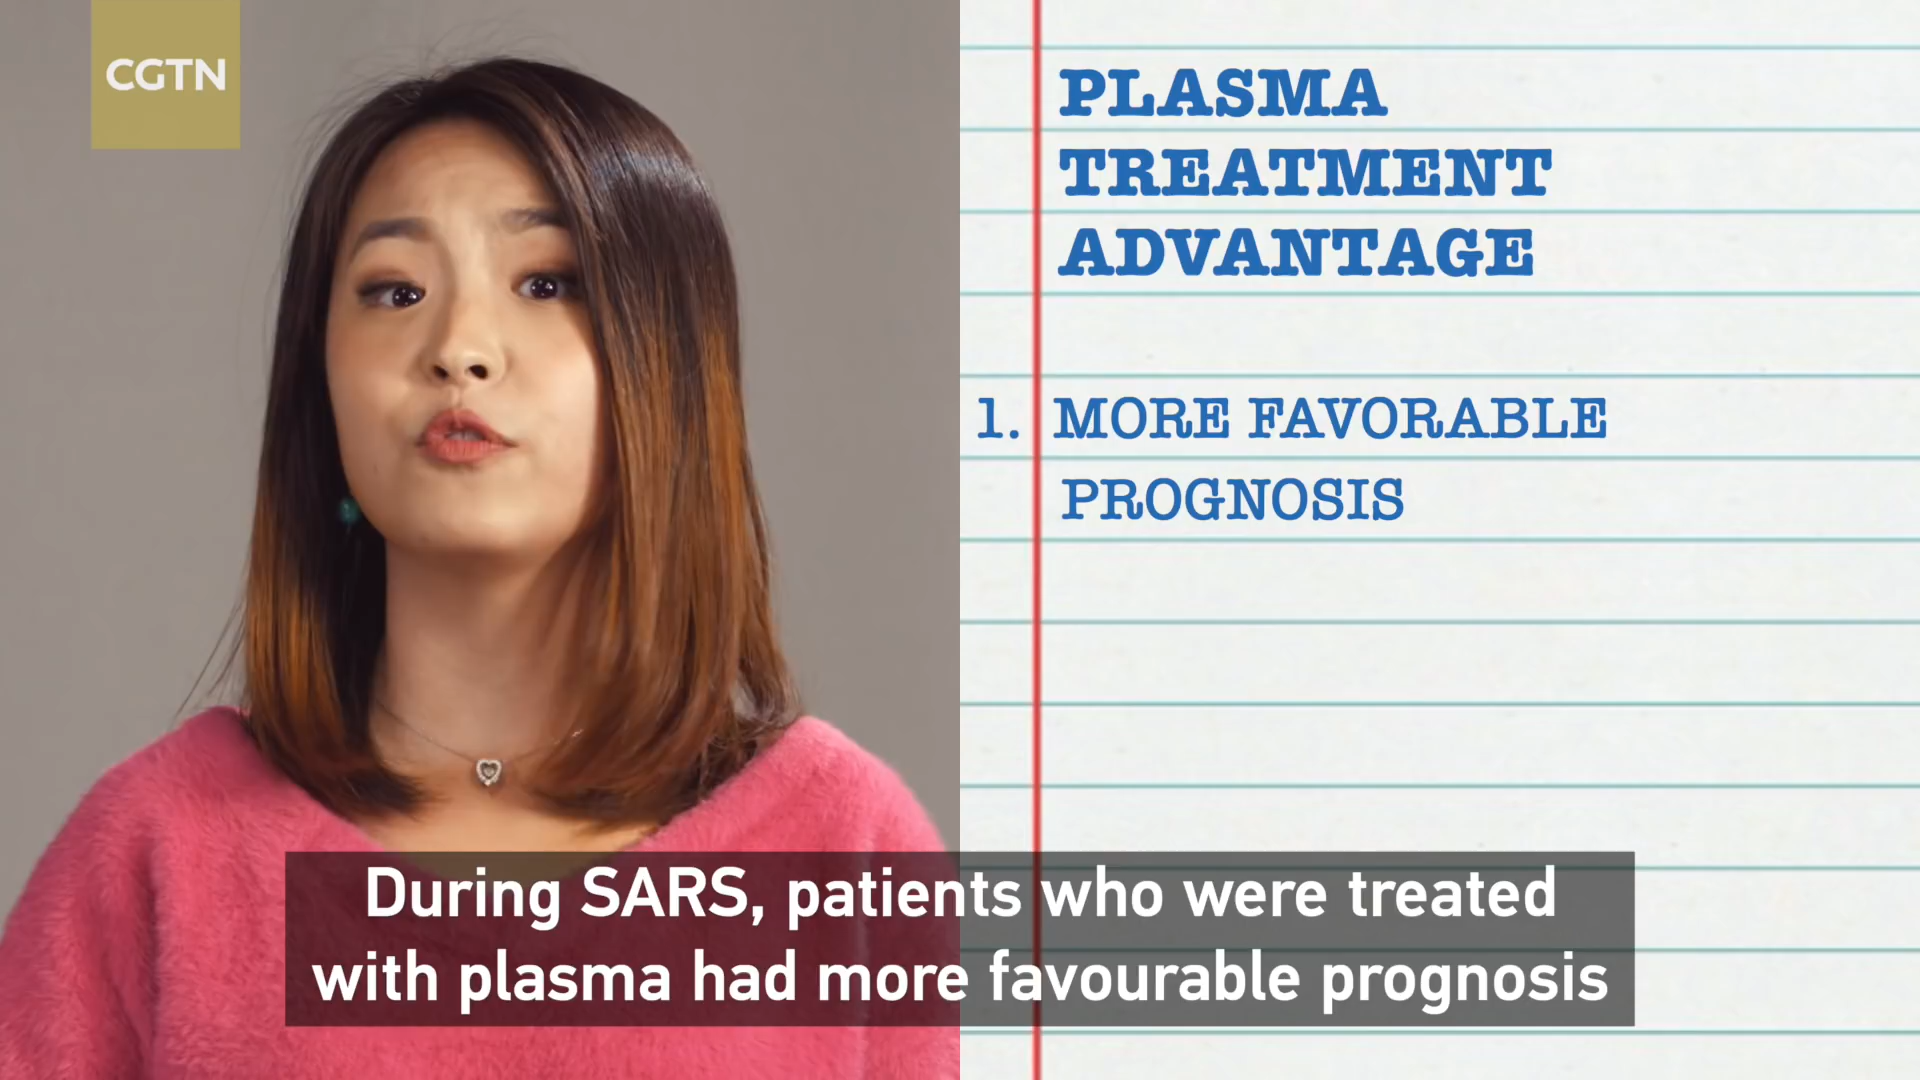 CGTN
PLASMA
TREATMENT
ADVANTAGE
1. MORE FAVORABLE
PROGNOSIS
During SARS, patients who were treated
with plasma had more favourable prognosis